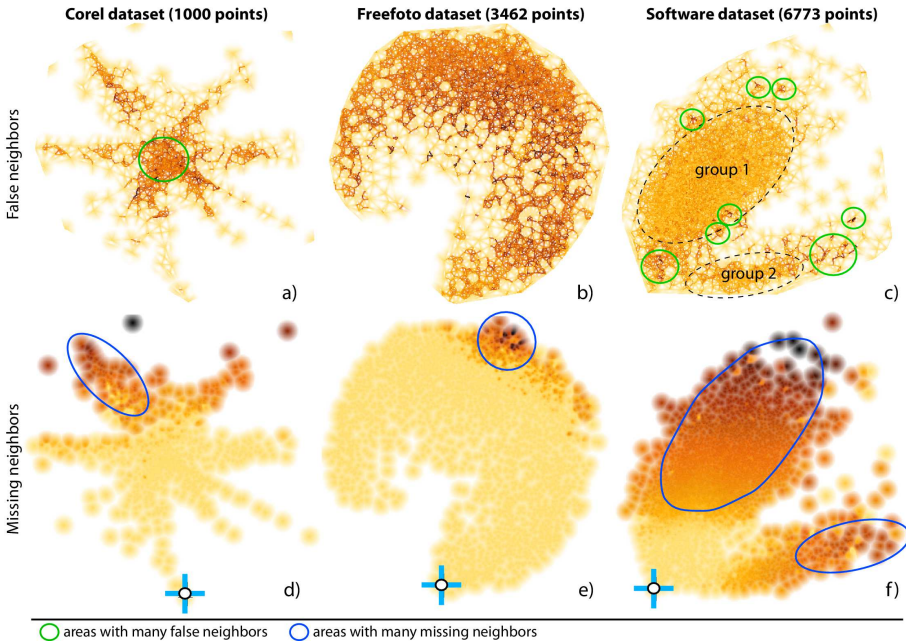 Corel dataset (1000 points)
Freefoto dataset (3462 points)
Software dataset (6773 points)
False neighbors
group 1
group 2
a)
b)
c)
Missing neighbors
d)
e)
f)
areas with many false neighbors
areas with many missing neighbors